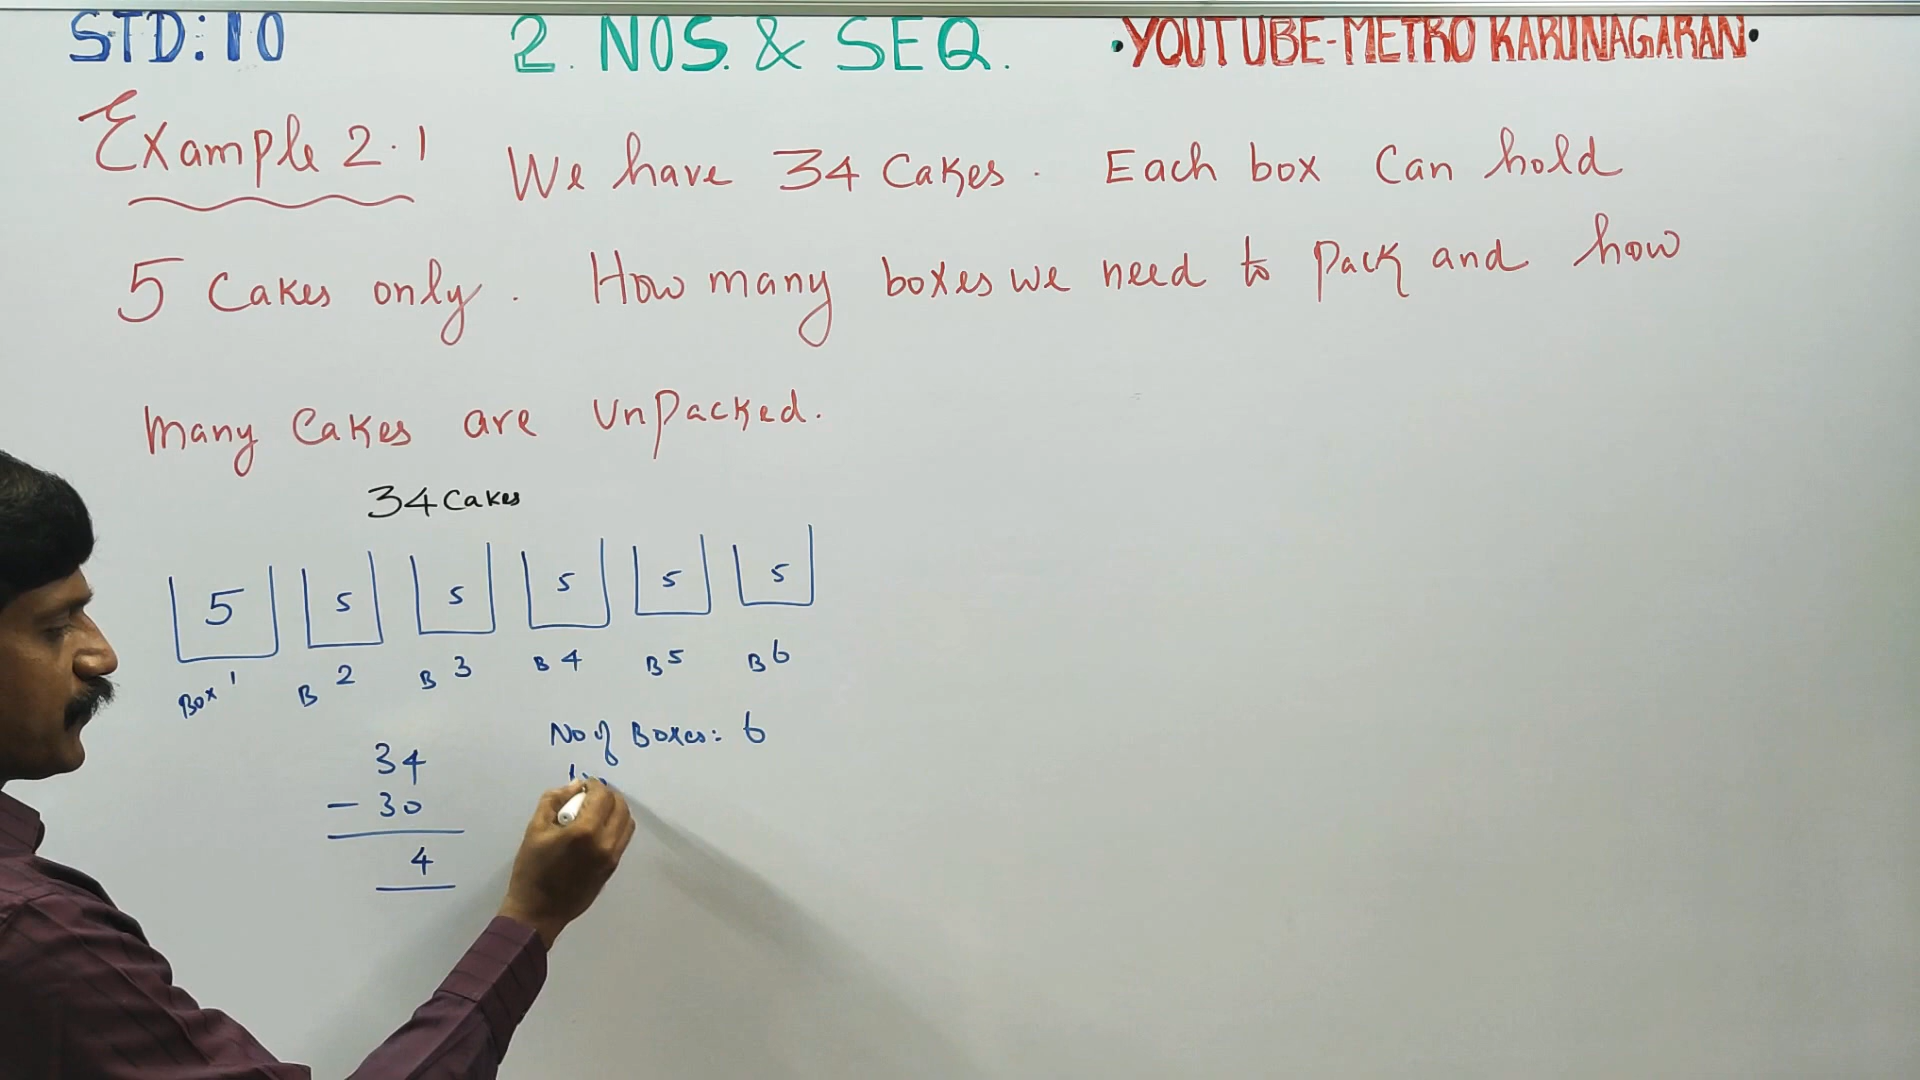 STD: 10 2. NOS. & SEQ. •YOUTUBE-METRO KARUNAGARAN•
Example 2.1 We have 34 Cakes. Each box Can hold
5 Cakes only. How many boxes we need to pack and how
many Cakes are unpacked.
34 Cakes
5 5 5 5 5 5
Box 1 B 2 B 3 B 4 B 5 B 6
No of Boxes: 6
34
- 30
4